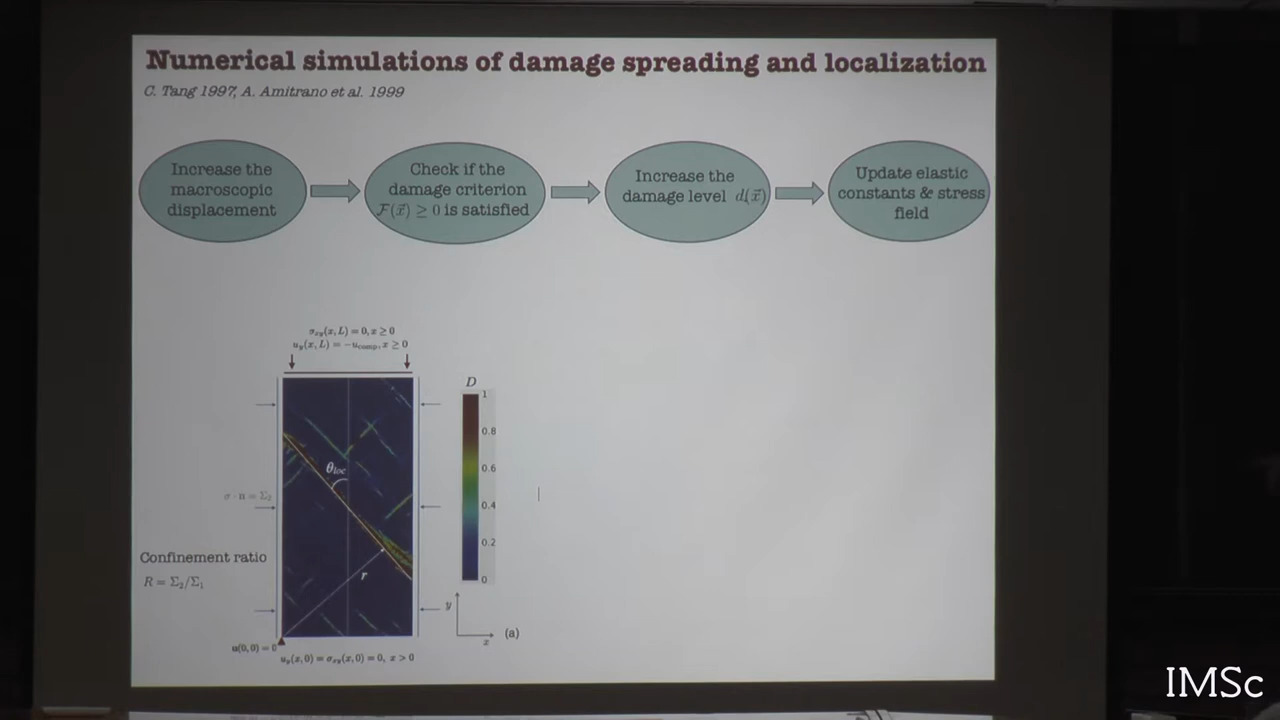 Numerical simulations of damage spreading and localization
C. Tang 1997, A. Amitrano et al. 1999
Increase the
macroscopic
displacement
Check if the
damage criterion
F(x⃗) ≥ 0 is satisfied
Increase the
damage level d(x⃗)
Update elastic
constants & stress
field
σxy(x, L) = 0, x ≥ 0
uy(x, L) = −ucomp, x ≥ 0
D
1
0.8
0.6
0.4
0.2
0
θloc
σ · n = Σ2
Confinement ratio
R = Σ2/Σ1
r
y
x
(a)
u(0, 0) = 0
uy(x, 0) = σxy(x, 0) = 0, x > 0
IMSc